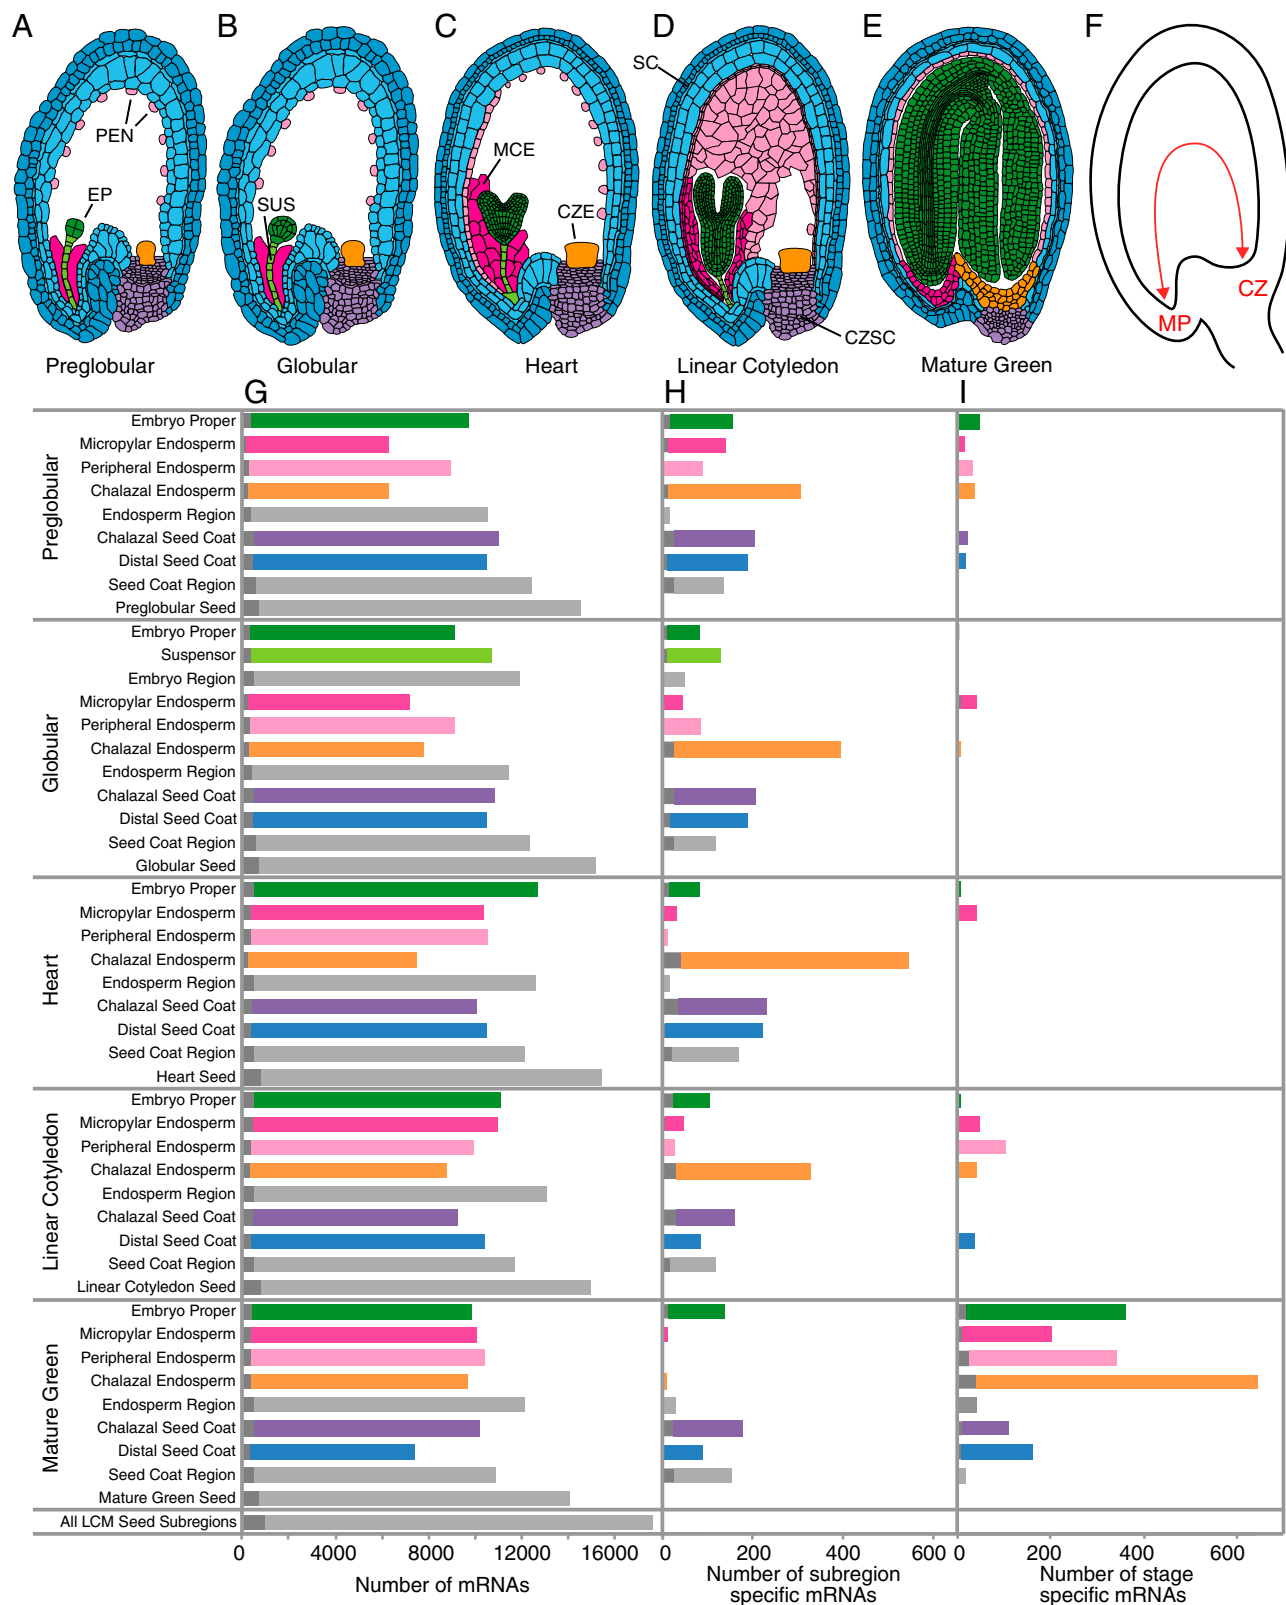 A B C D E F
PEN
EP
SUS
MCE
CZE
SC
CZSC
MP
CZ
Preglobular Globular Heart Linear Cotyledon Mature Green
G H I
Preglobular
Embryo Proper
Micropylar Endosperm
Peripheral Endosperm
Chalazal Endosperm
Endosperm Region
Chalazal Seed Coat
Distal Seed Coat
Seed Coat Region
Preglobular Seed
Globular
Embryo Proper
Suspensor
Embryo Region
Micropylar Endosperm
Peripheral Endosperm
Chalazal Endosperm
Endosperm Region
Chalazal Seed Coat
Distal Seed Coat
Seed Coat Region
Globular Seed
Heart
Embryo Proper
Micropylar Endosperm
Peripheral Endosperm
Chalazal Endosperm
Endosperm Region
Chalazal Seed Coat
Distal Seed Coat
Seed Coat Region
Heart Seed
Linear Cotyledon
Embryo Proper
Micropylar Endosperm
Peripheral Endosperm
Chalazal Endosperm
Endosperm Region
Chalazal Seed Coat
Distal Seed Coat
Seed Coat Region
Linear Cotyledon Seed
Mature Green
Embryo Proper
Micropylar Endosperm
Peripheral Endosperm
Chalazal Endosperm
Endosperm Region
Chalazal Seed Coat
Distal Seed Coat
Seed Coat Region
Mature Green Seed
All LCM Seed Subregions
0 4000 8000 12000 16000 0 200 400 600 0 200 400 600
Number of mRNAs
Number of subregion
specific mRNAs
Number of stage
specific mRNAs